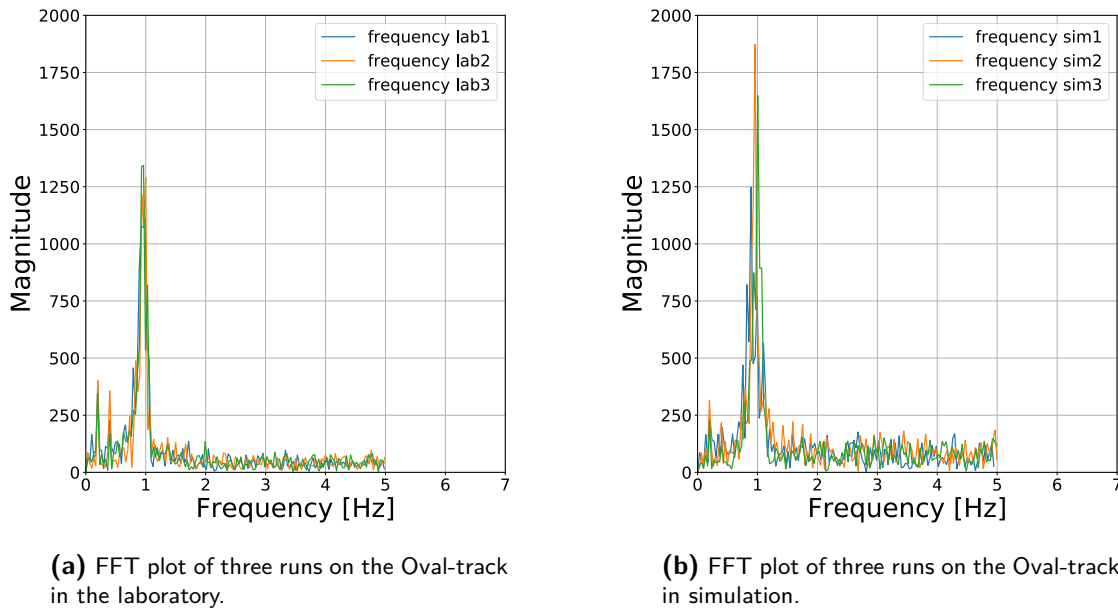 2000
1750
1500
1250
1000
750
500
250
0
Magnitude
0 1 2 3 4 5 6 7
Frequency [Hz]
frequency lab1
frequency lab2
frequency lab3
(a) FFT plot of three runs on the Oval-track
in the laboratory.
2000
1750
1500
1250
1000
750
500
250
0
Magnitude
0 1 2 3 4 5 6 7
Frequency [Hz]
frequency sim1
frequency sim2
frequency sim3
(b) FFT plot of three runs on the Oval-track
in simulation.